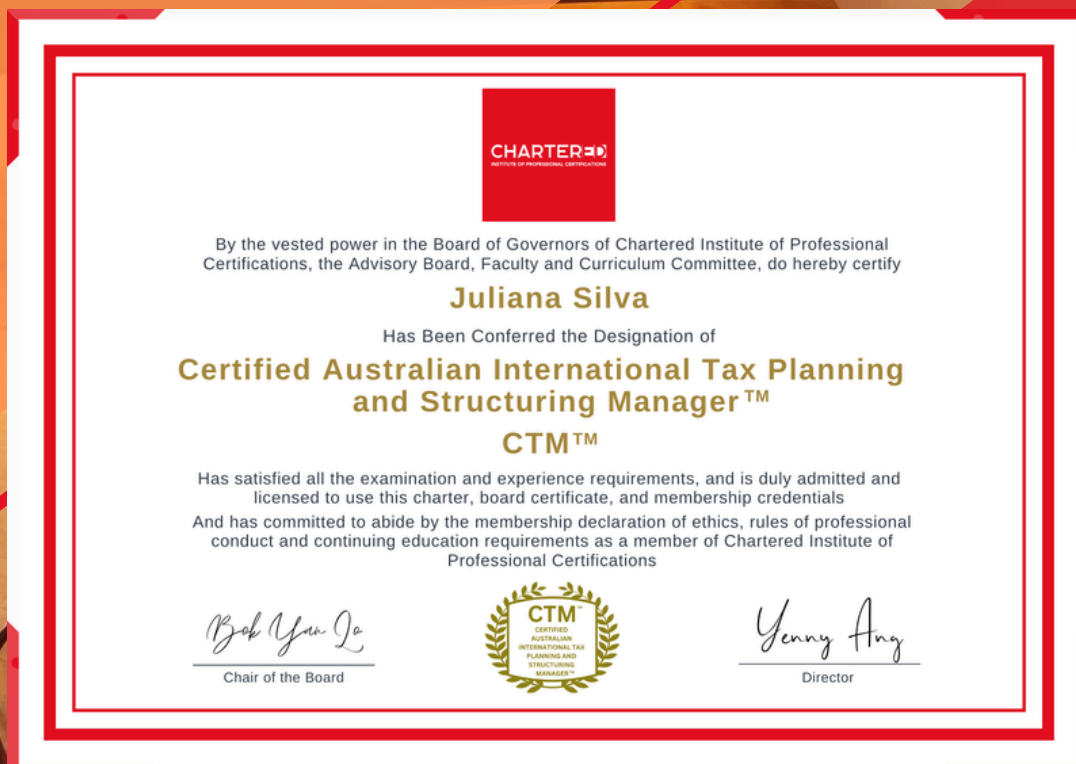 CHARTERED
INSTITUTE OF PROFESSIONAL CERTIFICATIONS
By the vested power in the Board of Governors of Chartered Institute of Professional
Certifications, the Advisory Board, Faculty and Curriculum Committee, do hereby certify
Juliana Silva
Has Been Conferred the Designation of
Certified Australian International Tax Planning
and Structuring Manager™
CTM™
Has satisfied all the examination and experience requirements, and is duly admitted and
licensed to use this charter, board certificate, and membership credentials
And has committed to abide by the membership declaration of ethics, rules of professional
conduct and continuing education requirements as a member of Chartered Institute of
Professional Certifications
Bok Yan Lo
Chair of the Board
CTM™
CERTIFIED
AUSTRALIAN
INTERNATIONAL TAX
PLANNING AND
STRUCTURING
MANAGER™
Yenny Ang
Director